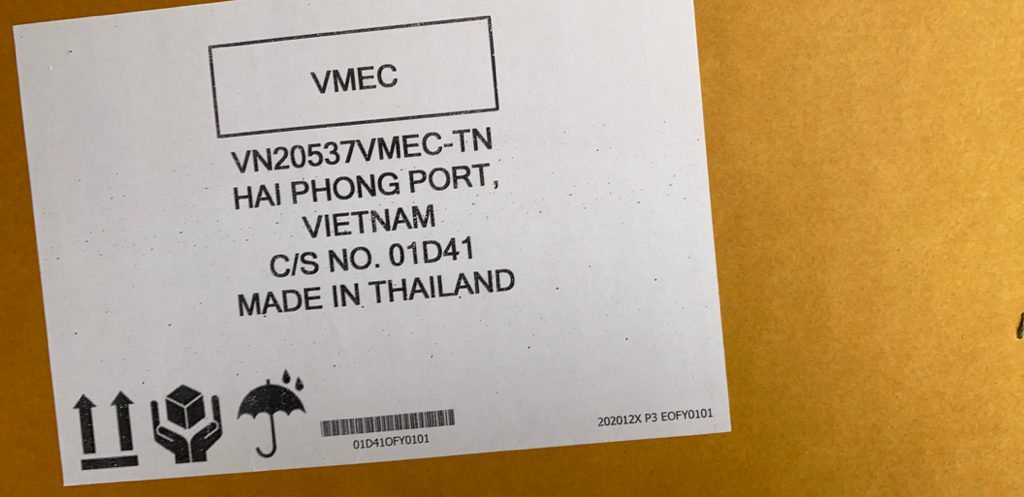 VMEC
VN20537VMEC-TN
HAI PHONG PORT,
VIETNAM
C/S NO. 01D41
MADE IN THAILAND
01D41OFY0101
202012X P3 EOFY0101